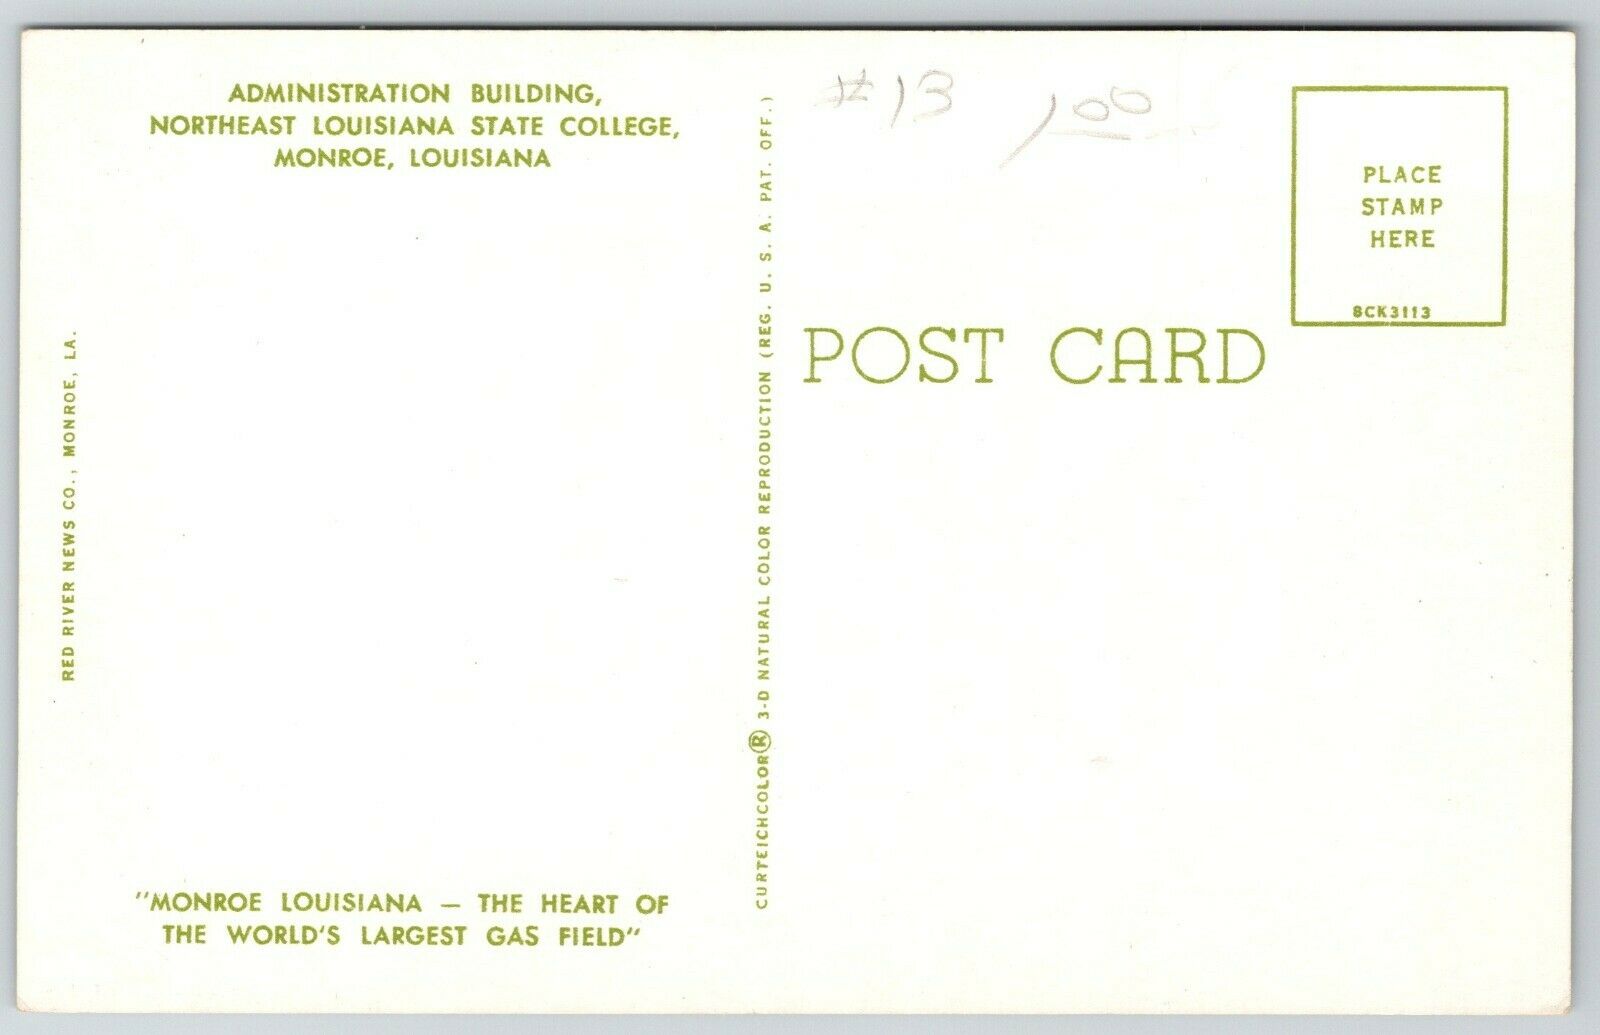 ADMINISTRATION BUILDING,
NORTHEAST LOUISIANA STATE COLLEGE,
MONROE, LOUISIANA
RED RIVER NEWS CO., MONROE, LA.
"MONROE LOUISIANA — THE HEART OF
THE WORLD'S LARGEST GAS FIELD"
CURTEICHCOLOR® 3-D NATURAL COLOR REPRODUCTION (REG. U. S. A. PAT. OFF.)
#13 1.00
POST CARD
PLACE
STAMP
HERE
8CK3113